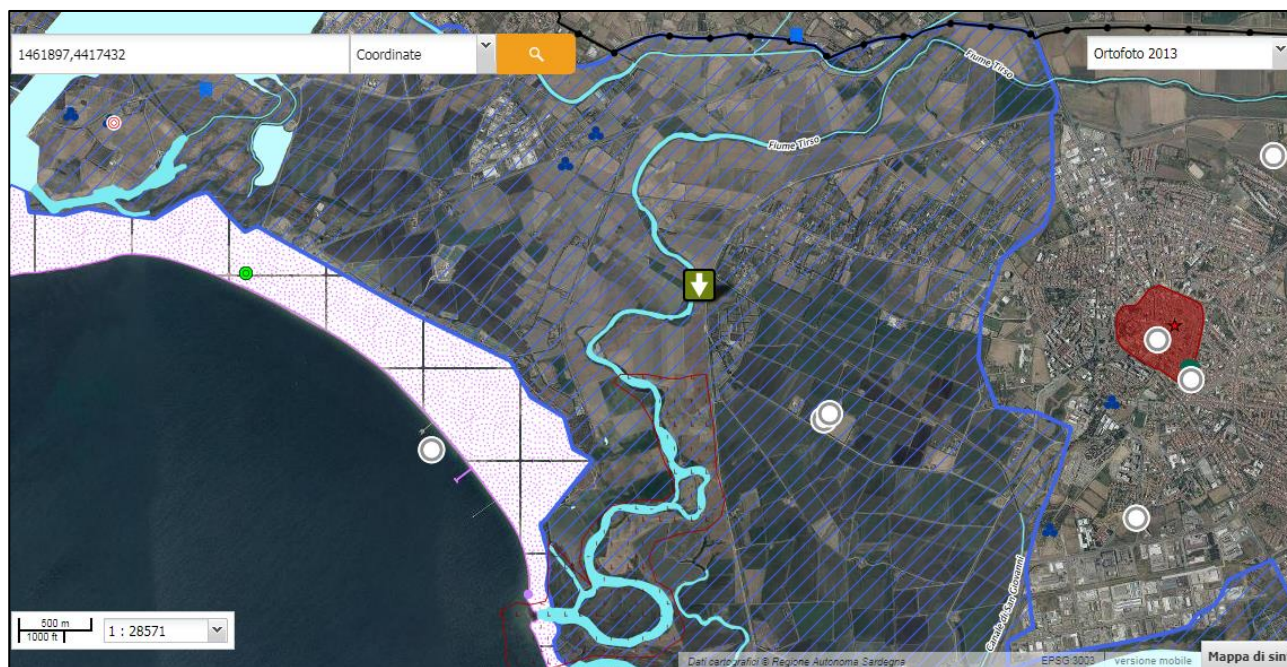 1461897,4417432
Coordinate
Ortofoto 2013
Fiume Tirso
Fiume Tirso
Canale di San Giovanni
500 m
1000 ft
1 : 28571
Dati cartografici © Regione Autonoma Sardegna
EPSG:3003
versione mobile
Mappa di sin